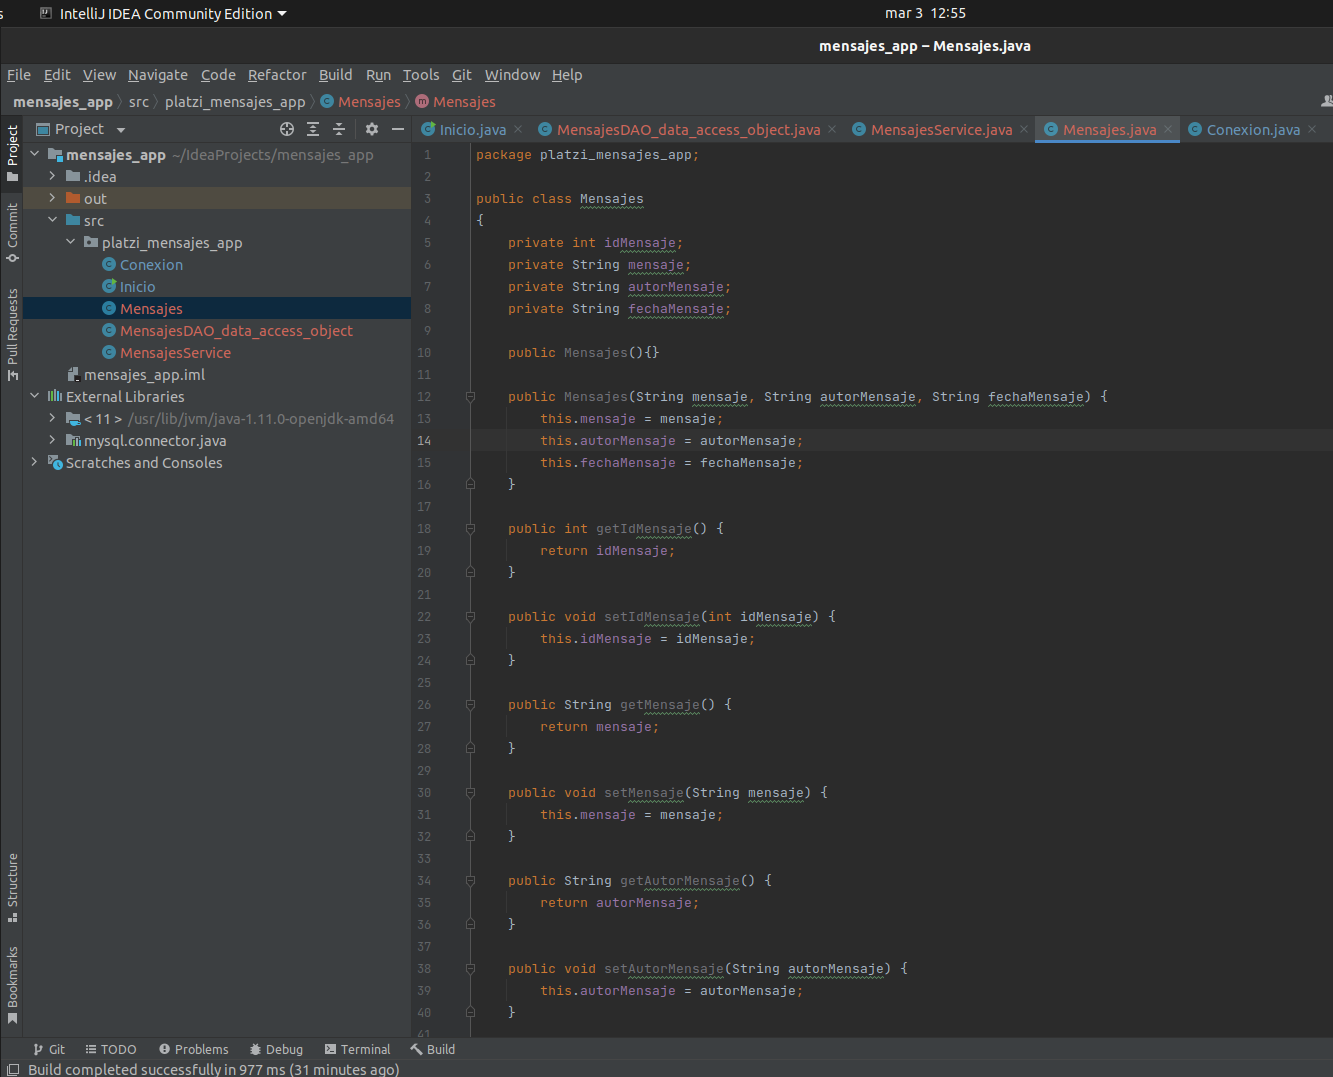 s IntelliJ IDEA Community Edition mar 3 12:55
mensajes_app – Mensajes.java
File Edit View Navigate Code Refactor Build Run Tools Git Window Help
mensajes_app src platzi_mensajes_app Mensajes Mensajes
Project
Inicio.java MensajesDAO_data_access_object.java MensajesService.java Mensajes.java Conexion.java
Project
Commit
Pull Requests
Structure
Bookmarks
mensajes_app ~/IdeaProjects/mensajes_app
.idea
out
src
platzi_mensajes_app
Conexion
Inicio
Mensajes
MensajesDAO_data_access_object
MensajesService
mensajes_app.iml
External Libraries
< 11 > /usr/lib/jvm/java-1.11.0-openjdk-amd64
mysql.connector.java
Scratches and Consoles
1 package platzi_mensajes_app;
2
3 public class Mensajes
4 {
5 private int idMensaje;
6 private String mensaje;
7 private String autorMensaje;
8 private String fechaMensaje;
9
10 public Mensajes(){}
11
12 public Mensajes(String mensaje, String autorMensaje, String fechaMensaje) {
13 this.mensaje = mensaje;
14 this.autorMensaje = autorMensaje;
15 this.fechaMensaje = fechaMensaje;
16 }
17
18 public int getIdMensaje() {
19 return idMensaje;
20 }
21
22 public void setIdMensaje(int idMensaje) {
23 this.idMensaje = idMensaje;
24 }
25
26 public String getMensaje() {
27 return mensaje;
28 }
29
30 public void setMensaje(String mensaje) {
31 this.mensaje = mensaje;
32 }
33
34 public String getAutorMensaje() {
35 return autorMensaje;
36 }
37
38 public void setAutorMensaje(String autorMensaje) {
39 this.autorMensaje = autorMensaje;
40 }
41
Git TODO Problems Debug Terminal Build
Build completed successfully in 977 ms (31 minutes ago)